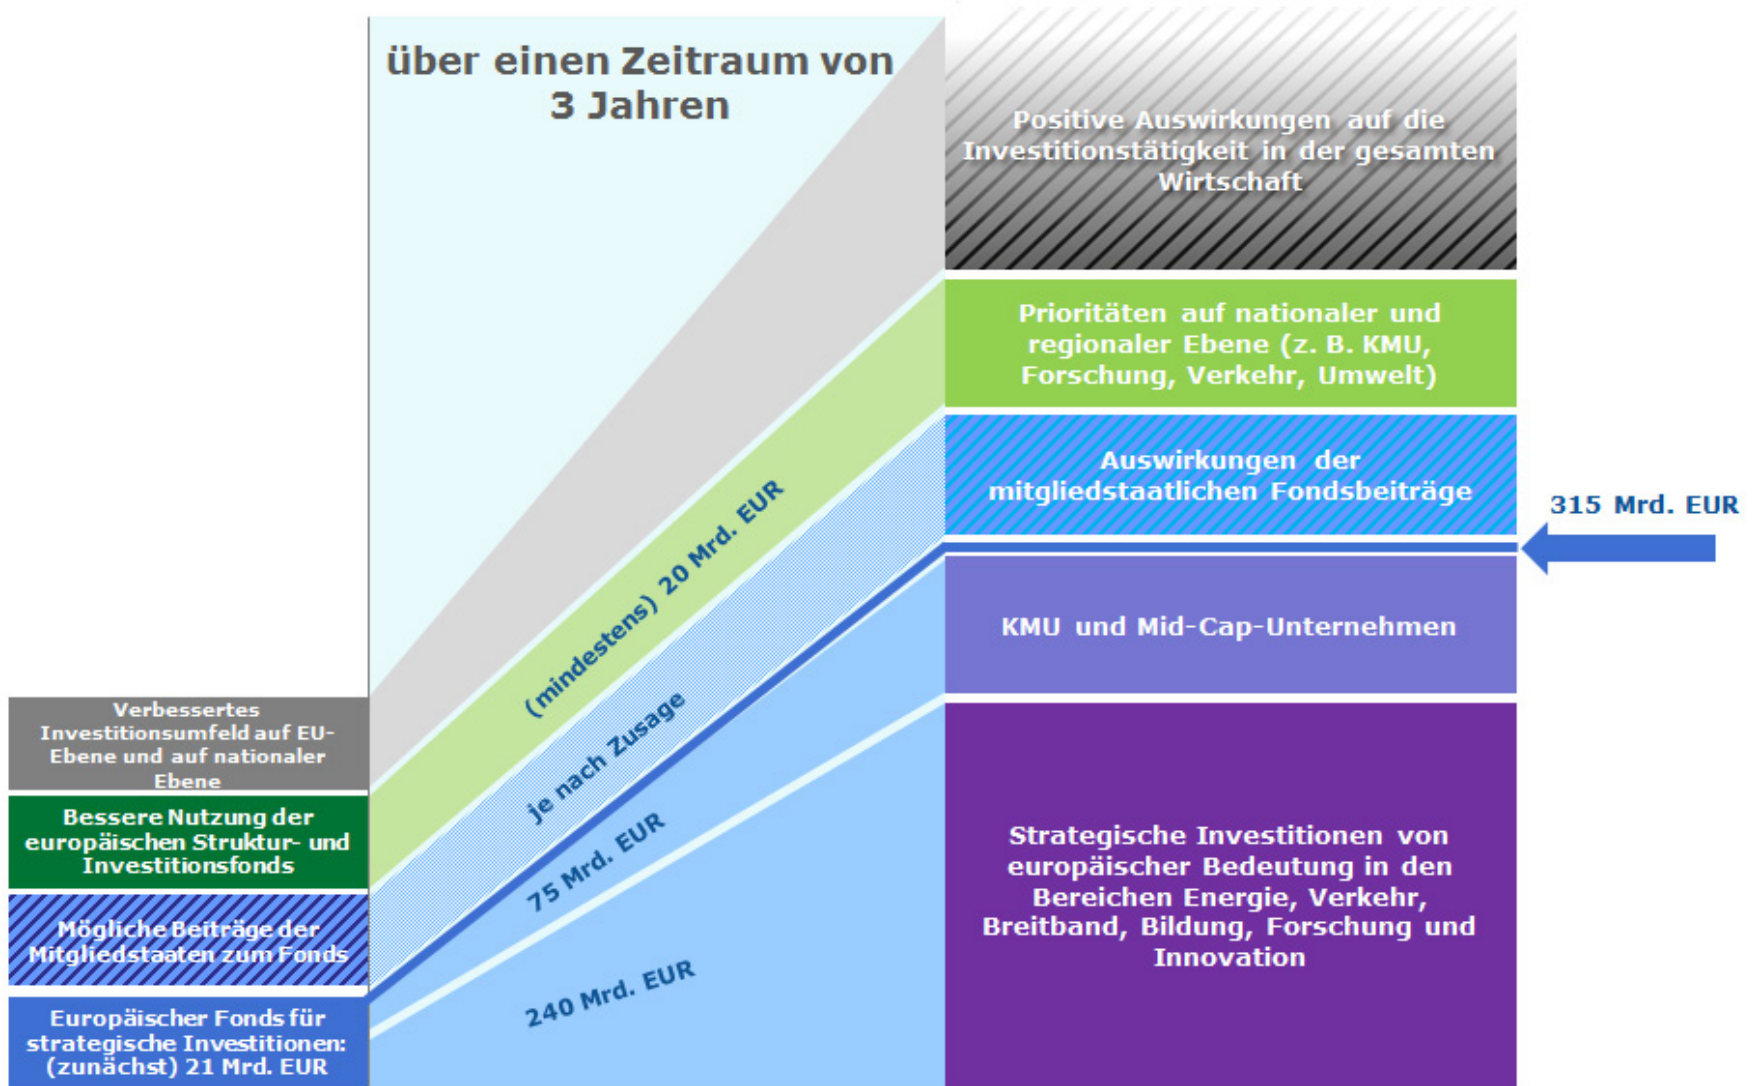 über einen Zeitraum von
3 Jahren
Positive Auswirkungen auf die
Investitionstätigkeit in der gesamten
Wirtschaft
Prioritäten auf nationaler und
regionaler Ebene (z. B. KMU,
Forschung, Verkehr, Umwelt)
Auswirkungen der
mitgliedstaatlichen Fondsbeiträge
315 Mrd. EUR
KMU und Mid-Cap-Unternehmen
Strategische Investitionen von
europäischer Bedeutung in den
Bereichen Energie, Verkehr,
Breitband, Bildung, Forschung und
Innovation
(mindestens) 20 Mrd. EUR
je nach Zusage
75 Mrd. EUR
240 Mrd. EUR
Verbessertes
Investitionsumfeld auf EU-
Ebene und auf nationaler
Ebene
Bessere Nutzung der
europäischen Struktur- und
Investitionsfonds
Mögliche Beiträge der
Mitgliedstaaten zum Fonds
Europäischer Fonds für
strategische Investitionen:
(zunächst) 21 Mrd. EUR